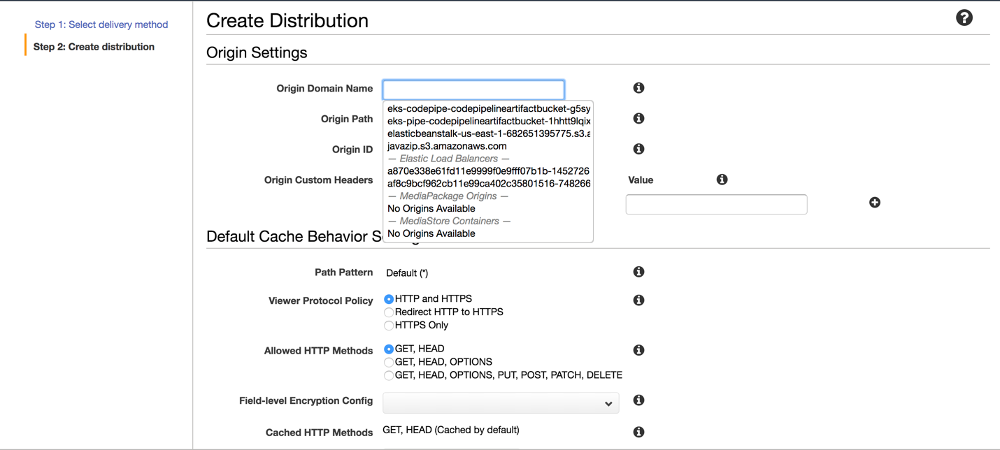 Step 1: Select delivery method
Step 2: Create distribution
Create Distribution
Origin Settings
Origin Domain Name
eks-codepipe-codepipelineartifactbucket-g5sy
eks-pipe-codepipelineartifactbucket-1hhtt9lqix
elasticbeanstalk-us-east-1-682651395775.s3.a
javazip.s3.amazonaws.com
— Elastic Load Balancers —
a870e338e61fd11e9999f0e9fff07b1b-1452726
af8c9bcf962cb11e99ca402c35801516-748266
— MediaPackage Origins —
No Origins Available
— MediaStore Containers —
No Origins Available
Origin Path
Origin ID
Origin Custom Headers
Value
Default Cache Behavior
Path Pattern Default (*)
Viewer Protocol Policy HTTP and HTTPS
Redirect HTTP to HTTPS
HTTPS Only
Allowed HTTP Methods GET, HEAD
GET, HEAD, OPTIONS
GET, HEAD, OPTIONS, PUT, POST, PATCH, DELETE
Field-level Encryption Config
Cached HTTP Methods GET, HEAD (Cached by default)